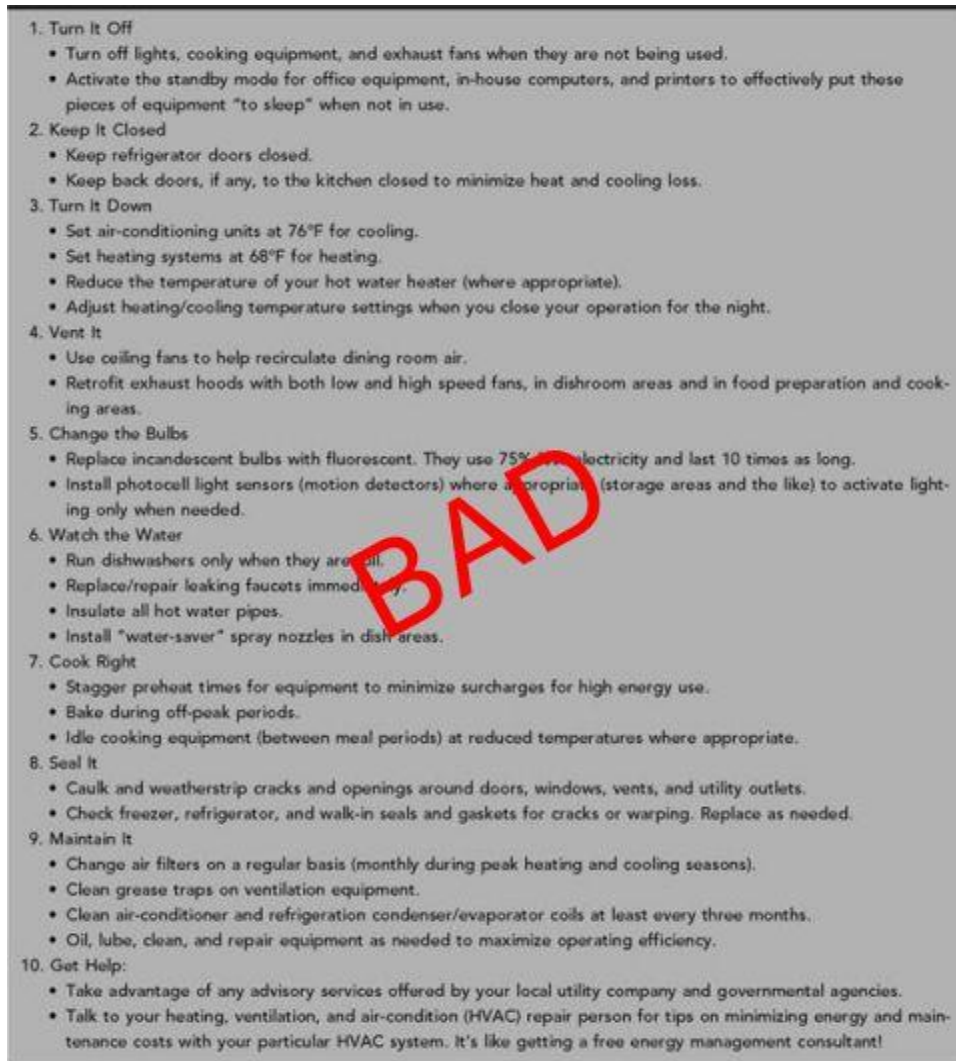 1. Turn It Off
• Turn off lights, cooking equipment, and exhaust fans when they are not being used.
• Activate the standby mode for office equipment, in-house computers, and printers to effectively put these
pieces of equipment "to sleep" when not in use.
2. Keep It Closed
• Keep refrigerator doors closed.
• Keep back doors, if any, to the kitchen closed to minimize heat and cooling loss.
3. Turn It Down
• Set air-conditioning units at 76°F for cooling.
• Set heating systems at 68°F for heating.
• Reduce the temperature of your hot water heater (where appropriate).
• Adjust heating/cooling temperature settings when you close your operation for the night.
4. Vent It
• Use ceiling fans to help recirculate dining room air.
• Retrofit exhaust hoods with both low and high speed fans, in dishroom areas and in food preparation and cook-
ing areas.
5. Change the Bulbs
• Replace incandescent bulbs with fluorescent. They use 75% electricity and last 10 times as long.
• Install photocell light sensors (motion detectors) where appropriate (storage areas and the like) to activate light-
ing only when needed.
6. Watch the Water
• Run dishwashers only when they are full.
• Replace/repair leaking faucets immediately.
• Insulate all hot water pipes.
• Install "water-saver" spray nozzles in dish areas.
BAD
7. Cook Right
• Stagger preheat times for equipment to minimize surcharges for high energy use.
• Bake during off-peak periods.
• Idle cooking equipment (between meal periods) at reduced temperatures where appropriate.
8. Seal It
• Caulk and weatherstrip cracks and openings around doors, windows, vents, and utility outlets.
• Check freezer, refrigerator, and walk-in seals and gaskets for cracks or warping. Replace as needed.
9. Maintain It
• Change air filters on a regular basis (monthly during peak heating and cooling seasons).
• Clean grease traps on ventilation equipment.
• Clean air-conditioner and refrigeration condenser/evaporator coils at least every three months.
• Oil, lube, clean, and repair equipment as needed to maximize operating efficiency.
10. Get Help:
• Take advantage of any advisory services offered by your local utility company and governmental agencies.
• Talk to your heating, ventilation, and air-condition (HVAC) repair person for tips on minimizing energy and main-
tenance costs with your particular HVAC system. It's like getting a free energy management consultant!